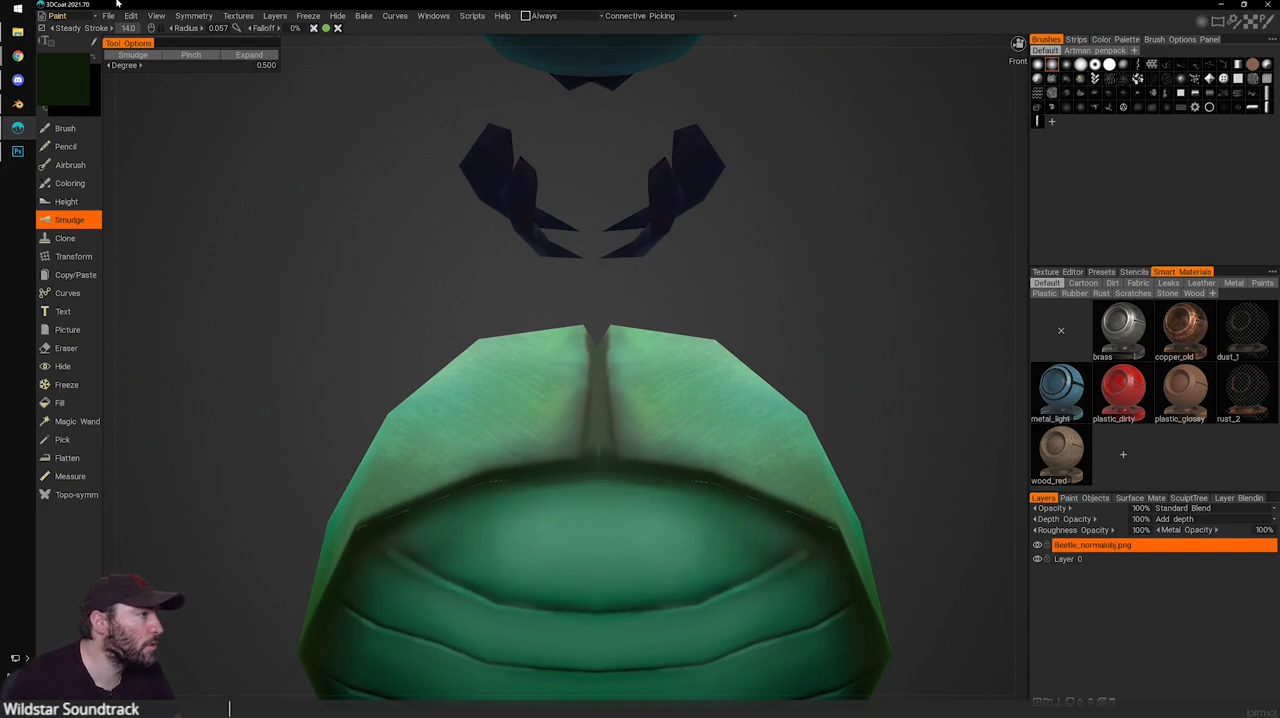 3DCoat 2021.70
Paint File Edit View Symmetry Textures Layers Freeze Hide Bake Curves Windows Scripts Help Always Connective Picking
Steady Stroke 14.0 Radius 0.057 Falloff 0%
Tool Options
Smudge Pinch Expand
Degree 0.500
Brush
Pencil
Airbrush
Coloring
Height
Smudge
Clone
Transform
Copy/Paste
Curves
Text
Picture
Eraser
Hide
Freeze
Fill
Magic Wand
Pick
Flatten
Measure
Topo-symm
Front
Brushes Strips Color Palette Brush Options Panel
Default Artman penpack +
Texture Editor Presets Stencils Smart Materials
Default Cartoon Dirt Fabric Leaks Leather Metal Paints
Plastic Rubber Rust Scratches Stone Wood +
brass copper_old dust_1
metal_light plastic_dirty plastic_glossy rust_2
wood_red
Layers Paint Objects Surface Mate SculptTree Layer Blendin
Opacity 100% Standard Blend
Depth Opacity 100% Add depth
Roughness Opacity 100% Metal Opacity 100%
Beetle_normalobj.png
Layer 0
Wildstar Soundtrack
[ORTHO]